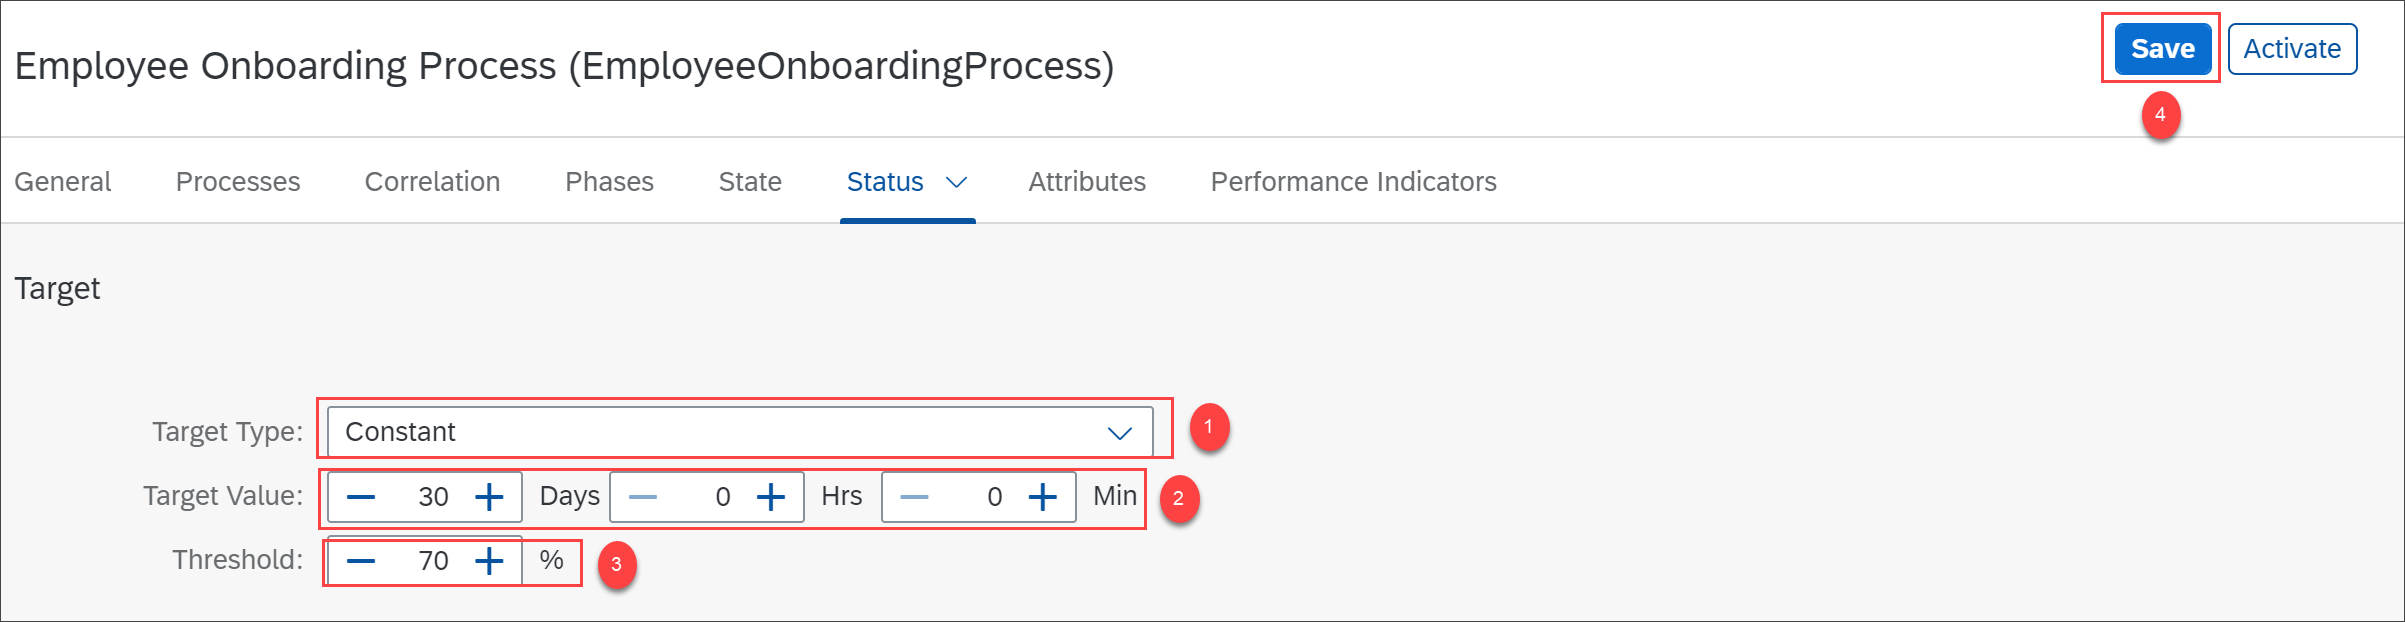 Employee Onboarding Process (EmployeeOnboardingProcess)
Save Activate
4
General Processes Correlation Phases State Status Attributes Performance Indicators
Target
Target Type: Constant 1
Target Value: 30 Days 0 Hrs 0 Min 2
Threshold: 70 % 3